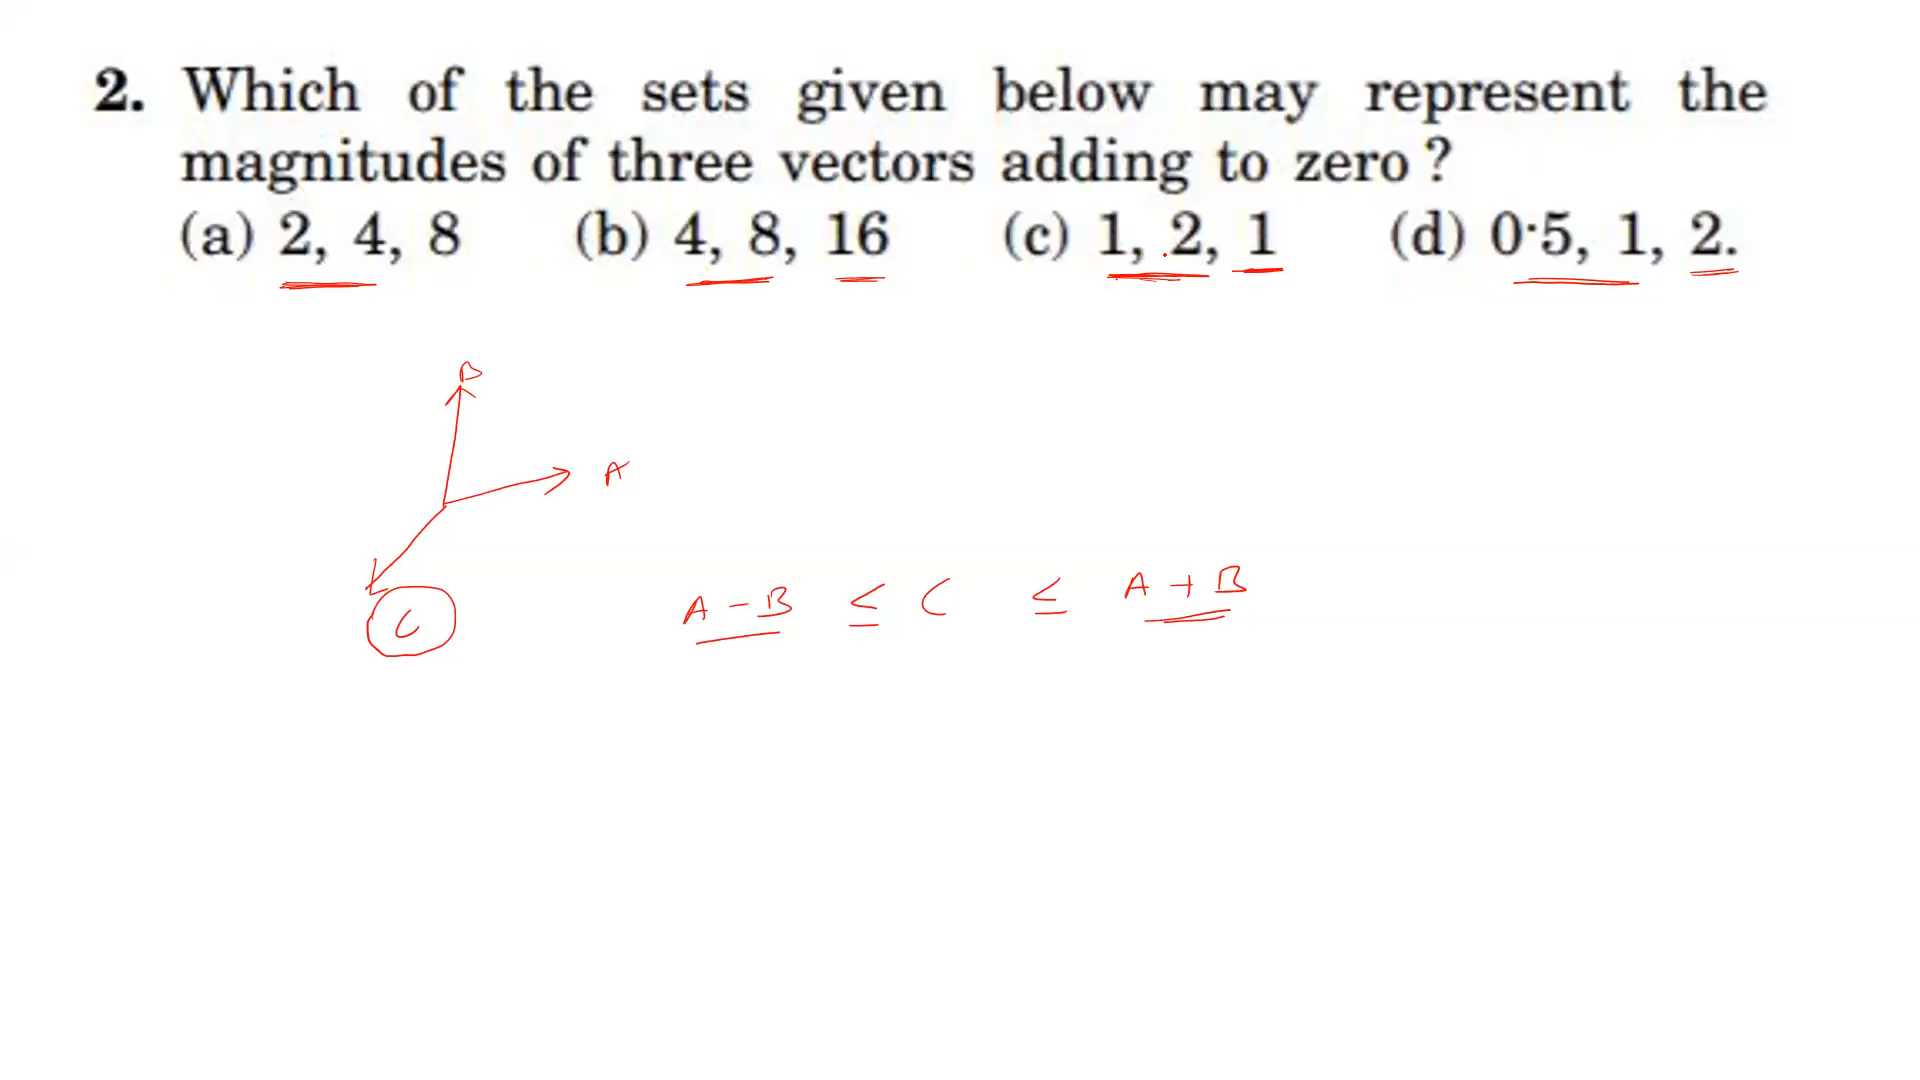 2. Which of the sets given below may represent the
magnitudes of three vectors adding to zero ?
(a) 2, 4, 8 (b) 4, 8, 16 (c) 1, 2, 1 (d) 0·5, 1, 2.
B
A
C
A - B ≤ C ≤ A + B